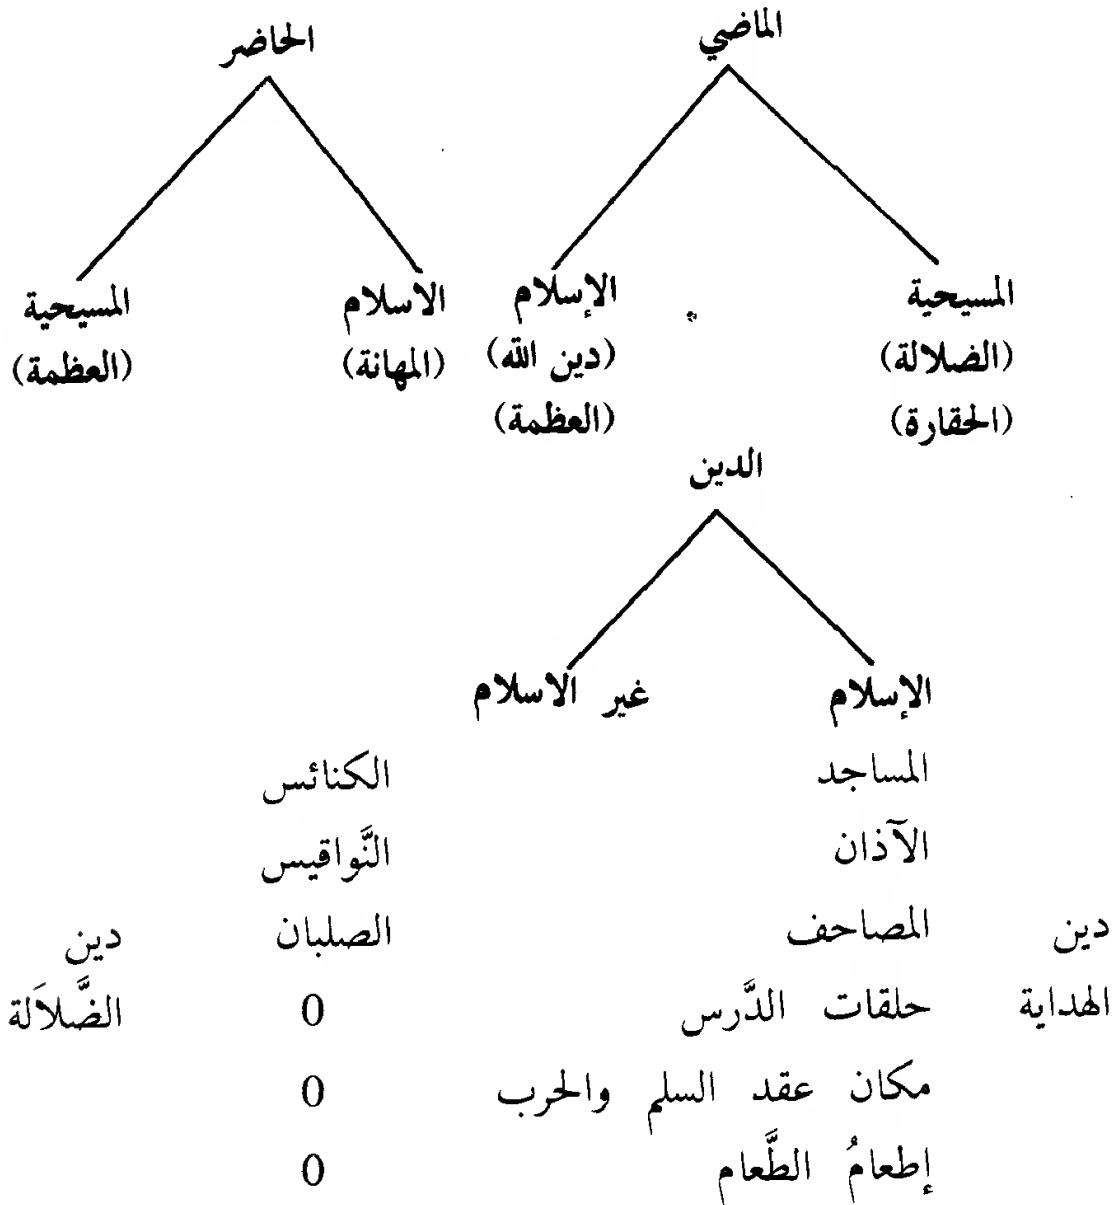 الماضي الحاضر
المسيحية الإسلام الاسلام المسيحية
(الضلالة) (دين الله) (المهانة) (العظمة)
(الحقارة) (العظمة)
الدين
الإسلام غير الاسلام
المساجد الكنائس
الآذان النَّواقيس
دين المصاحف الصلبان دين
الهداية حلقات الدَّرس 0 الضَّلاَلة
مكان عقد السلم والحرب 0
إطعامُ الطَّعام 0